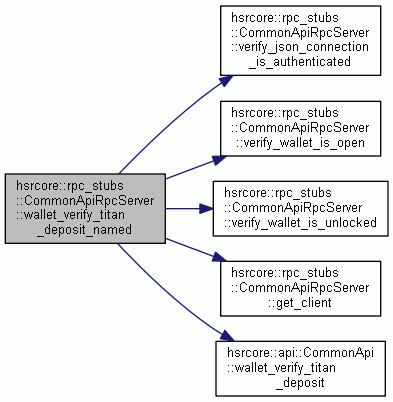 hsrcore::rpc_stubs
::CommonApiRpcServer
::verify_json_connection
_is_authenticated
hsrcore::rpc_stubs
::CommonApiRpcServer
::verify_wallet_is_open
hsrcore::rpc_stubs
::CommonApiRpcServer
::wallet_verify_titan
_deposit_named
hsrcore::rpc_stubs
::CommonApiRpcServer
::verify_wallet_is_unlocked
hsrcore::rpc_stubs
::CommonApiRpcServer
::get_client
hsrcore::api::CommonApi
::wallet_verify_titan
_deposit